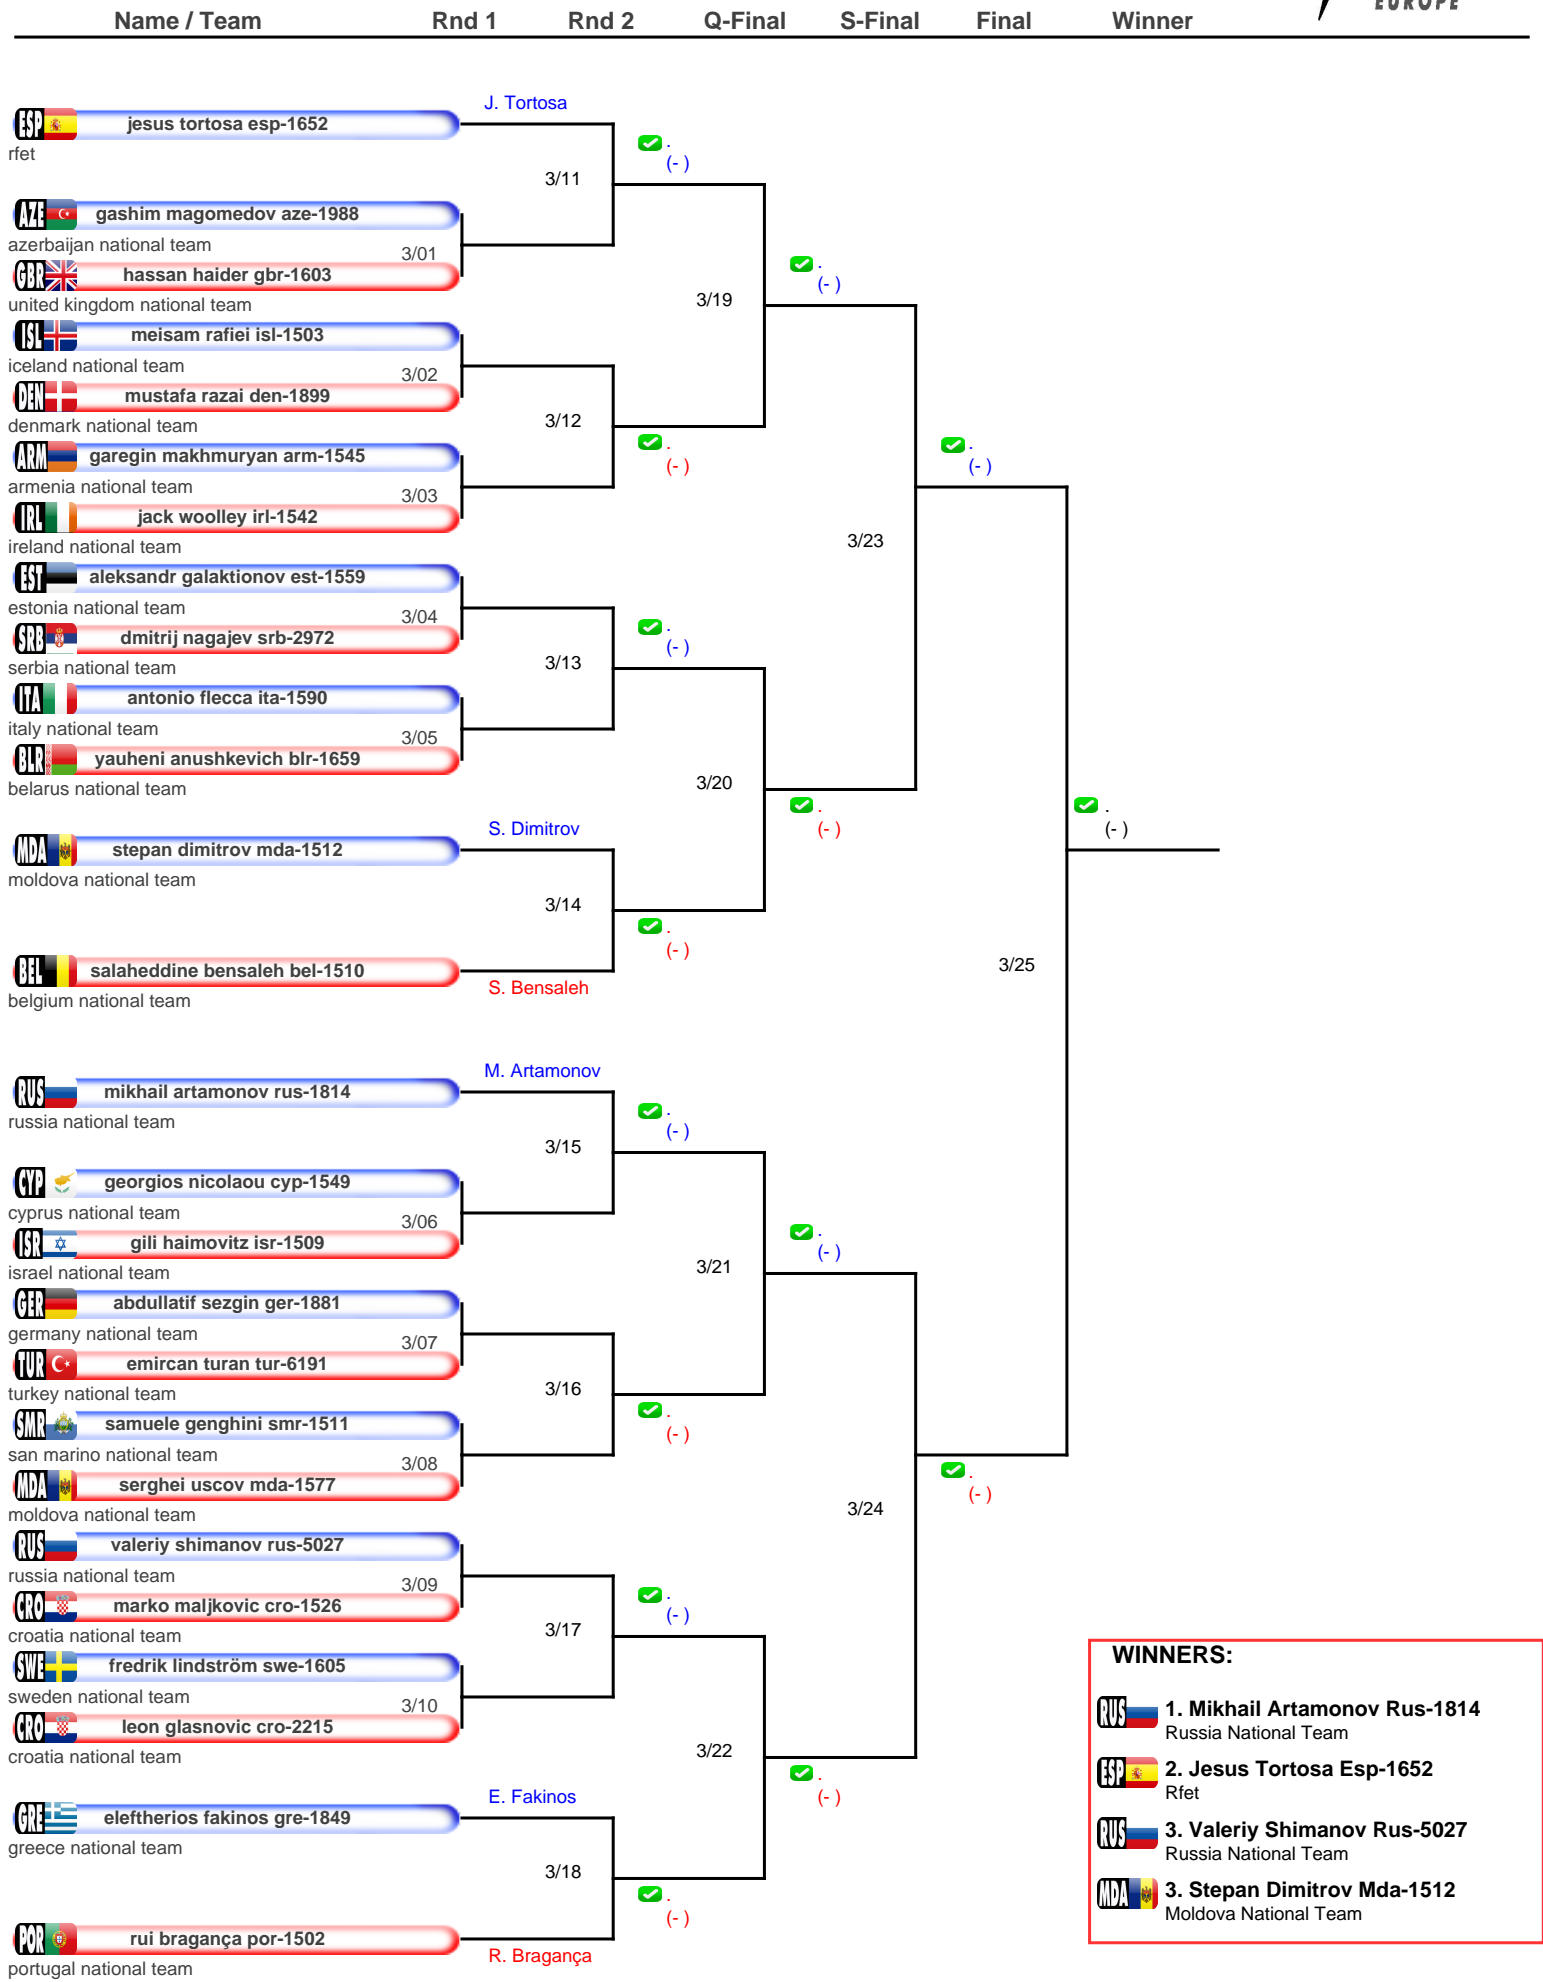 EUROPE
Name / Team Rnd 1 Rnd 2 Q-Final S-Final Final Winner
J. Tortosa
ESP jesus tortosa esp-1652
rfet
.
(- )
3/11
AZE gashim magomedov aze-1988
azerbaijan national team
3/01
GBR hassan haider gbr-1603
united kingdom national team
.
(- )
3/19
ISL meisam rafiei isl-1503
iceland national team
3/02
DEN mustafa razai den-1899
denmark national team
3/12
.
(- )
ARM garegin makhmuryan arm-1545
armenia national team
3/03
IRL jack woolley irl-1542
ireland national team
.
(- )
3/23
EST aleksandr galaktionov est-1559
estonia national team
3/04
SRB dmitrij nagajev srb-2972
serbia national team
.
(- )
3/13
ITA antonio flecca ita-1590
italy national team
3/05
BLR yauheni anushkevich blr-1659
belarus national team
3/20
.
(- )
.
(- )
S. Dimitrov
MDA stepan dimitrov mda-1512
moldova national team
3/14
.
(- )
BEL salaheddine bensaleh bel-1510
belgium national team
S. Bensaleh
3/25
M. Artamonov
RUS mikhail artamonov rus-1814
russia national team
.
(- )
3/15
CYP georgios nicolaou cyp-1549
cyprus national team
3/06
ISR gili haimovitz isr-1509
israel national team
.
(- )
3/21
GER abdullatif sezgin ger-1881
germany national team
3/07
TUR emircan turan tur-6191
turkey national team
3/16
.
(- )
SMR samuele genghini smr-1511
san marino national team
3/08
MDA serghei uscov mda-1577
moldova national team
.
(- )
3/24
RUS valeriy shimanov rus-5027
russia national team
3/09
CRO marko maljkovic cro-1526
croatia national team
.
(- )
3/17
SWE fredrik lindström swe-1605
sweden national team
3/10
CRO leon glasnovic cro-2215
croatia national team
3/22
.
(- )
E. Fakinos
GRE eleftherios fakinos gre-1849
greece national team
3/18
.
(- )
POR rui bragança por-1502
portugal national team
R. Bragança
WINNERS:
RUS 1. Mikhail Artamonov Rus-1814
Russia National Team
ESP 2. Jesus Tortosa Esp-1652
Rfet
RUS 3. Valeriy Shimanov Rus-5027
Russia National Team
MDA 3. Stepan Dimitrov Mda-1512
Moldova National Team